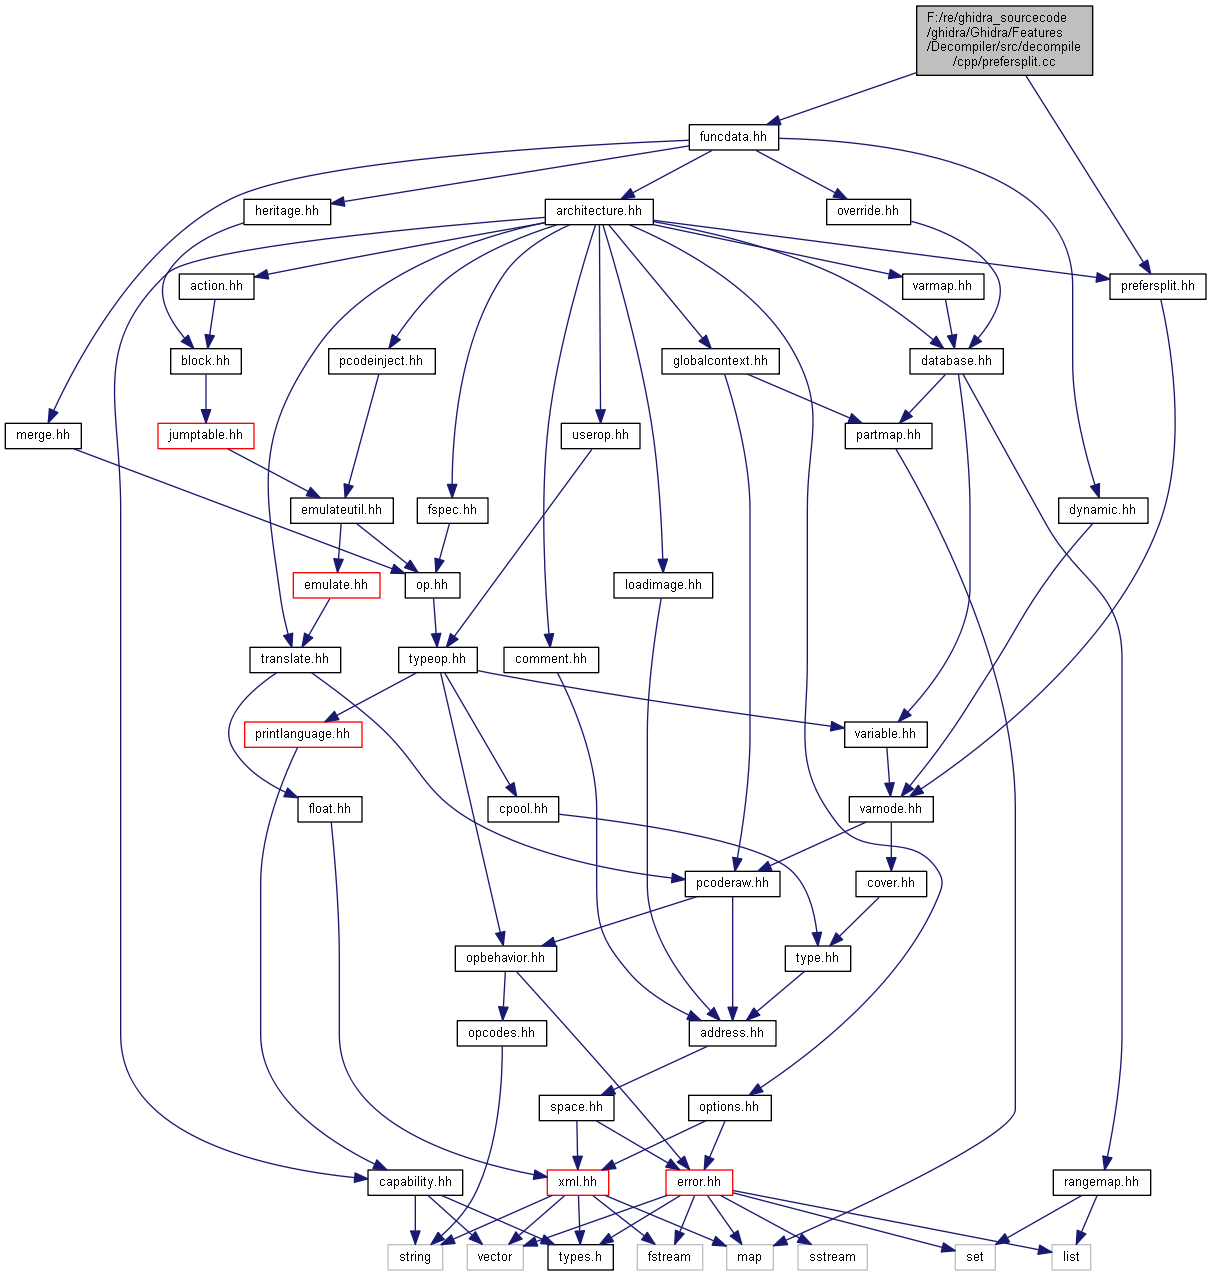 F:/re/ghidra_sourcecode
/ghidra/Ghidra/Features
/Decompiler/src/decompile
/cpp/prefersplit.cc
funcdata.hh
heritage.hh
architecture.hh
override.hh
action.hh
varmap.hh
prefersplit.hh
block.hh
pcodeinject.hh
globalcontext.hh
database.hh
merge.hh
jumptable.hh
userop.hh
partmap.hh
emulateutil.hh
fspec.hh
dynamic.hh
emulate.hh
op.hh
loadimage.hh
translate.hh
typeop.hh
comment.hh
printlanguage.hh
variable.hh
float.hh
cpool.hh
varnode.hh
pcoderaw.hh
cover.hh
opbehavior.hh
type.hh
opcodes.hh
address.hh
space.hh
options.hh
capability.hh
xml.hh
error.hh
rangemap.hh
string
vector
types.h
fstream
map
sstream
set
list